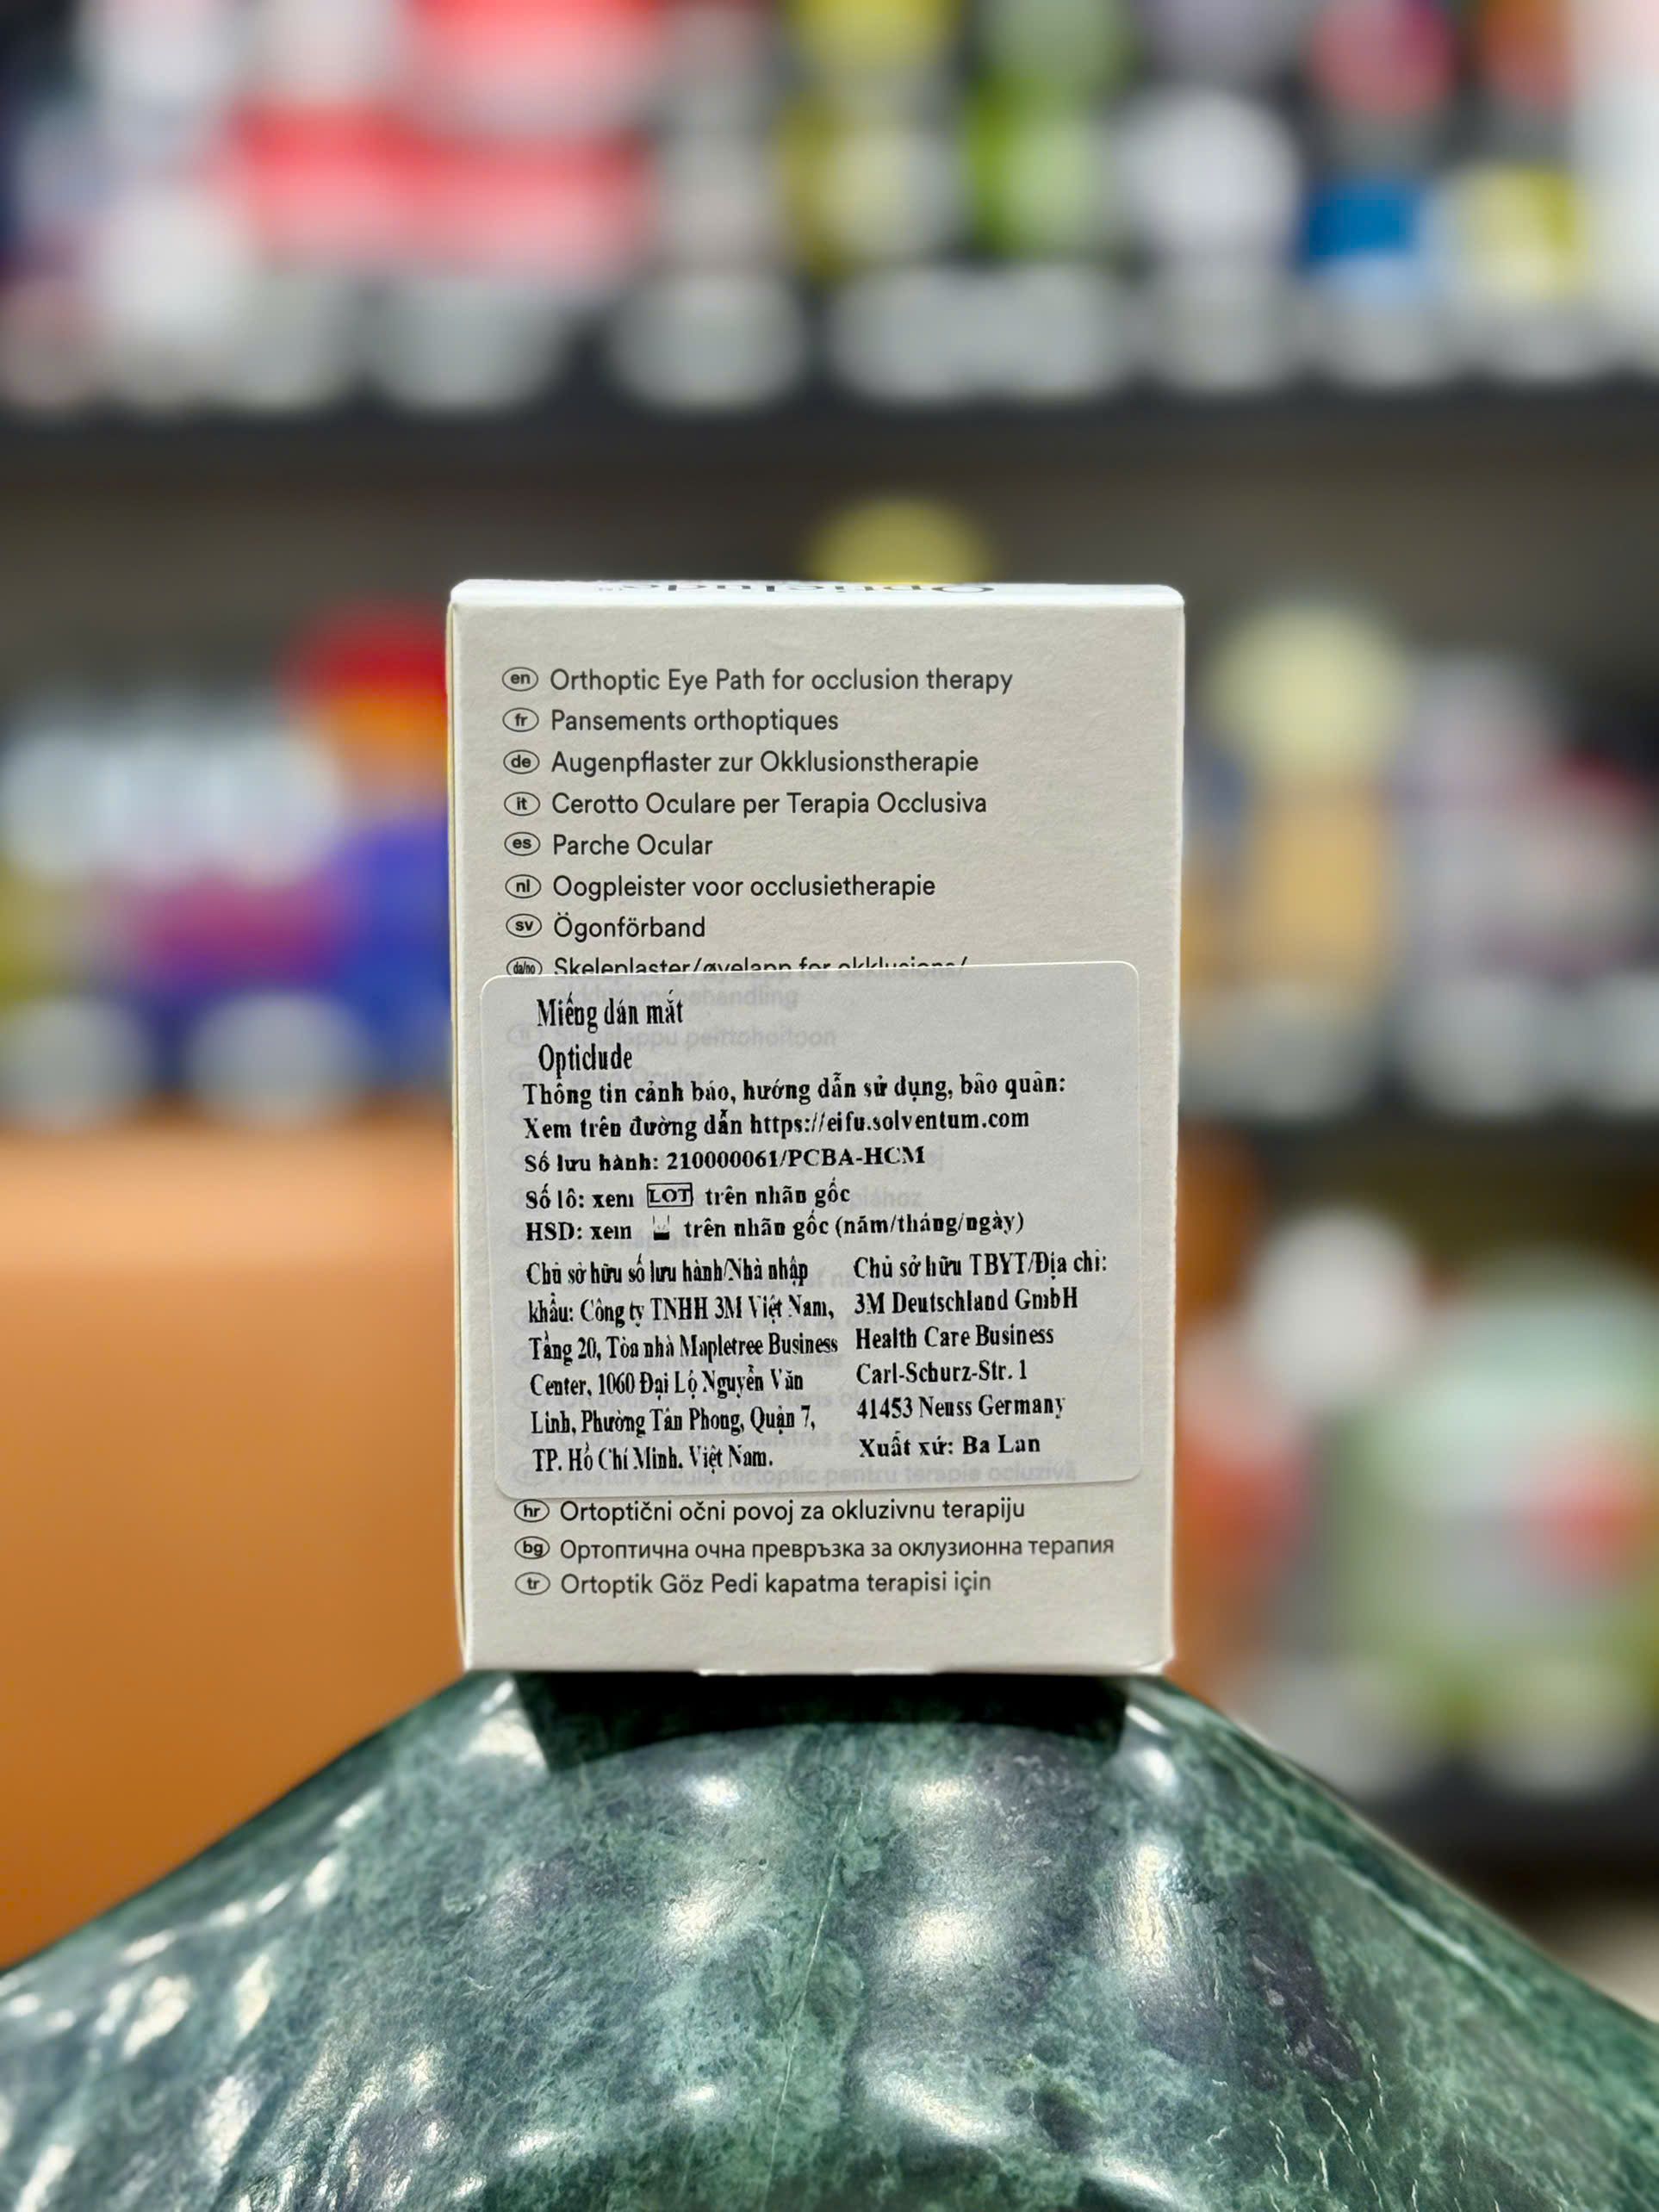 Opticlude
en Orthoptic Eye Path for occlusion therapy
fr Pansements orthoptiques
de Augenpflaster zur Okklusionstherapie
it Cerotto Oculare per Terapia Occlusiva
es Parche Ocular
nl Oogpleister voor occlusietherapie
sv Ögonförband
da/no Skeleplaster/øyelapp for okklusions/
Miếng dán mắt
Opticlude
Thông tin cảnh báo, hướng dẫn sử dụng, bảo quản:
Xem trên đường dẫn https://eifu.solventum.com
Số lưu hành: 210000061/PCBA-HCM
Số lô: xem LOT trên nhãn gốc
HSD: xem trên nhãn gốc (năm/tháng/ngày)
Chủ sở hữu số lưu hành/Nhà nhập
khẩu: Công ty TNHH 3M Việt Nam,
Tầng 20, Tòa nhà Mapletree Business
Center, 1060 Đại Lộ Nguyễn Văn
Linh, Phường Tân Phong, Quận 7,
TP. Hồ Chí Minh. Việt Nam.
Chủ sở hữu TBYT/Địa chỉ:
3M Deutschland GmbH
Health Care Business
Carl-Schurz-Str. 1
41453 Neuss Germany
Xuất xứ: Ba Lan
hr Ortoptični očni povoj za okluzivnu terapiju
bg Ортоптична очна превръзка за оклузионна терапия
tr Ortoptik Göz Pedi kapatma terapisi için